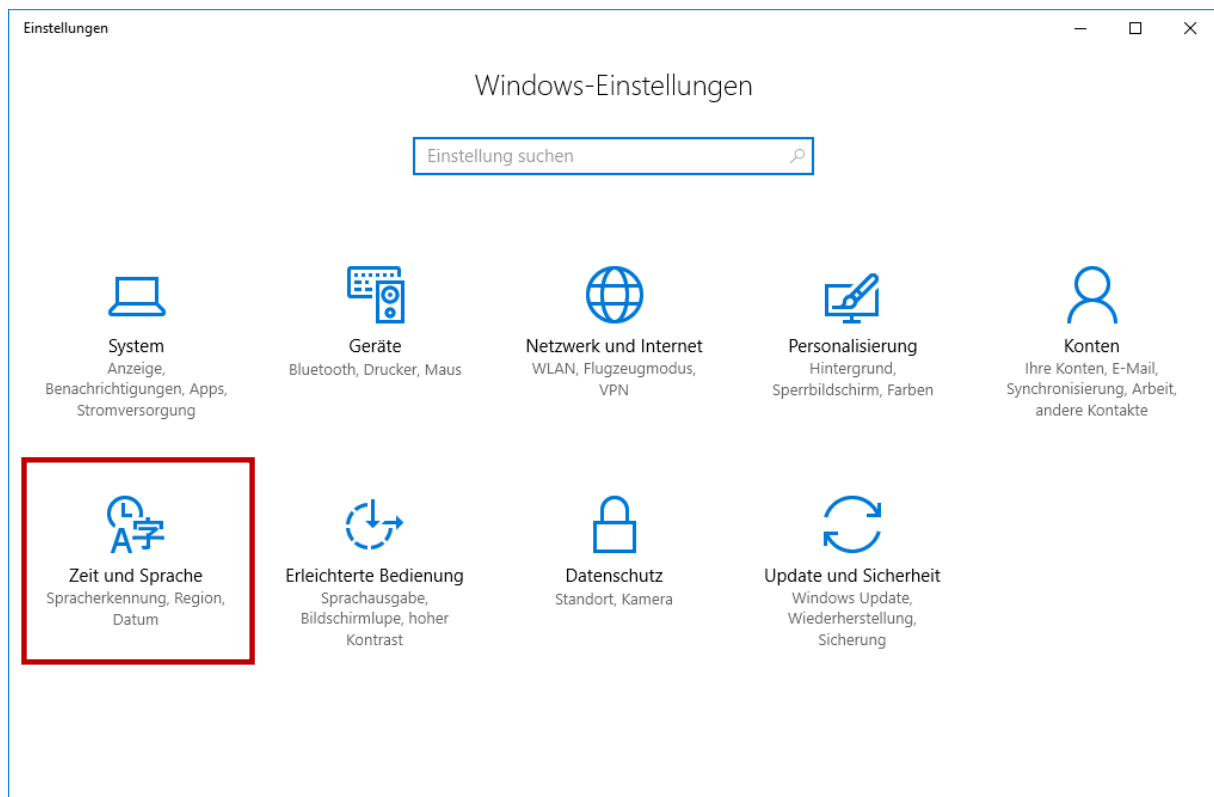 Einstellungen
Windows-Einstellungen
Einstellung suchen
System
Anzeige,
Benachrichtigungen, Apps,
Stromversorgung
Geräte
Bluetooth, Drucker, Maus
Netzwerk und Internet
WLAN, Flugzeugmodus,
VPN
Personalisierung
Hintergrund,
Sperrbildschirm, Farben
Konten
Ihre Konten, E-Mail,
Synchronisierung, Arbeit,
andere Kontakte
A字
Zeit und Sprache
Spracherkennung, Region,
Datum
Erleichterte Bedienung
Sprachausgabe,
Bildschirmlupe, hoher
Kontrast
Datenschutz
Standort, Kamera
Update und Sicherheit
Windows Update,
Wiederherstellung,
Sicherung